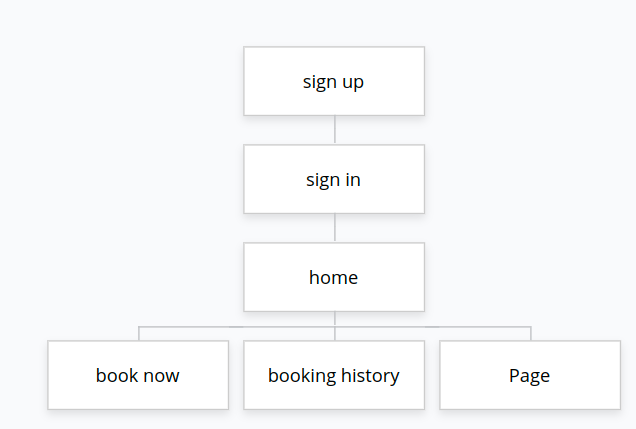 sign up
sign in
home
book now
booking history
Page